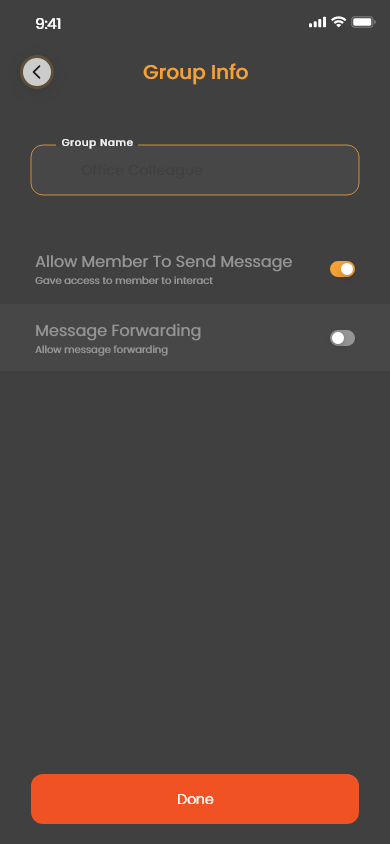 9:41
Group Info
Group Name
Office Colleague
Allow Member To Send Message
Gave access to member to interact
Message Forwarding
Allow message forwarding
Done